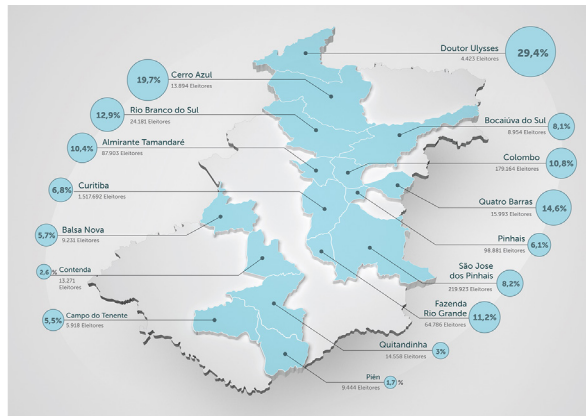 Doutor Ulysses
4.423 Eleitores
29,4%
19,7%
Cerro Azul
13.894 Eleitores
12,9%
Rio Branco do Sul
24.181 Eleitores
Bocaiúva do Sul
8.954 Eleitores
8,1%
10,4%
Almirante Tamandaré
87.903 Eleitores
Colombo
179.264 Eleitores
10,8%
6,8%
Curitiba
1.517.692 Eleitores
Quatro Barras
15.993 Eleitores
14,6%
5,7%
Balsa Nova
9.231 Eleitores
Pinhais
98.881 Eleitores
6,1%
2.6 %
Contenda
13.271
Eleitores
São Jose
dos Pinhais
219.923 Eleitores
8,2%
5,5%
Campo do Tenente
5.918 Eleitores
Fazenda
Rio Grande
64.786 Eleitores
11,2%
Quitandinha
14.558 Eleitores
3%
Piên
9.444 Eleitores
1,7 %